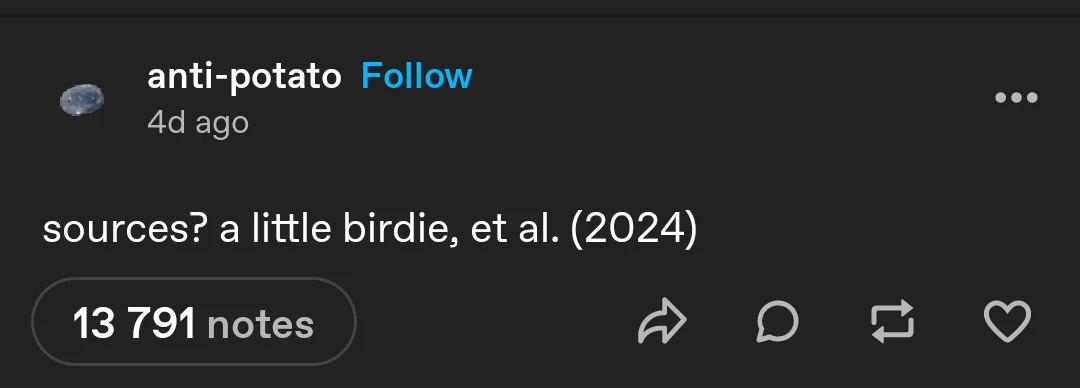 anti-potato Follow
4d ago
sources? a little birdie, et al. (2024)
13 791 notes